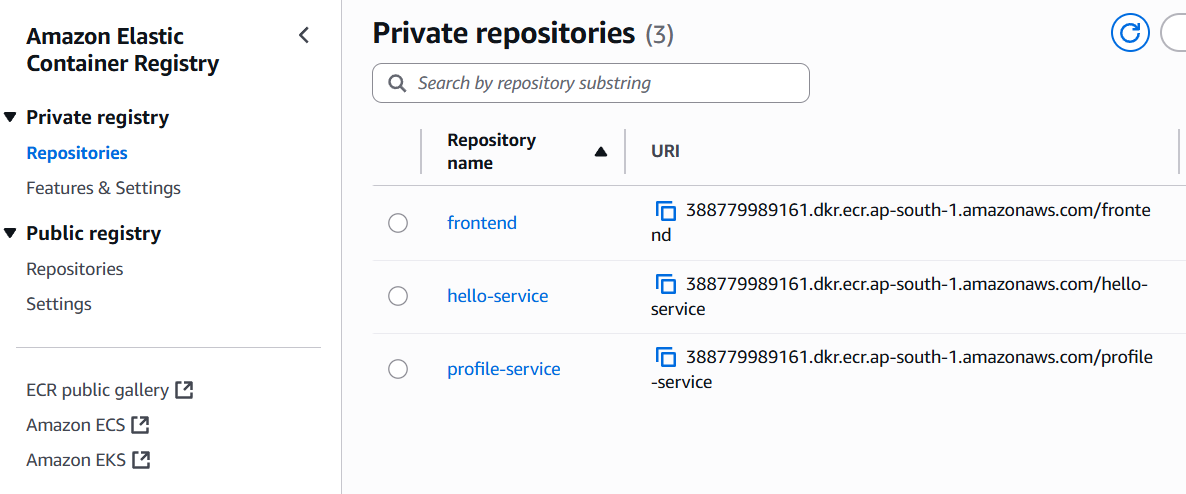 Amazon Elastic
Container Registry
Private registry
Repositories
Features & Settings
Public registry
Repositories
Settings
ECR public gallery
Amazon ECS
Amazon EKS
Private repositories (3)
Search by repository substring
Repository
name
URI
frontend
388779989161.dkr.ecr.ap-south-1.amazonaws.com/fronte
nd
hello-service
388779989161.dkr.ecr.ap-south-1.amazonaws.com/hello-
service
profile-service
388779989161.dkr.ecr.ap-south-1.amazonaws.com/profile
-service